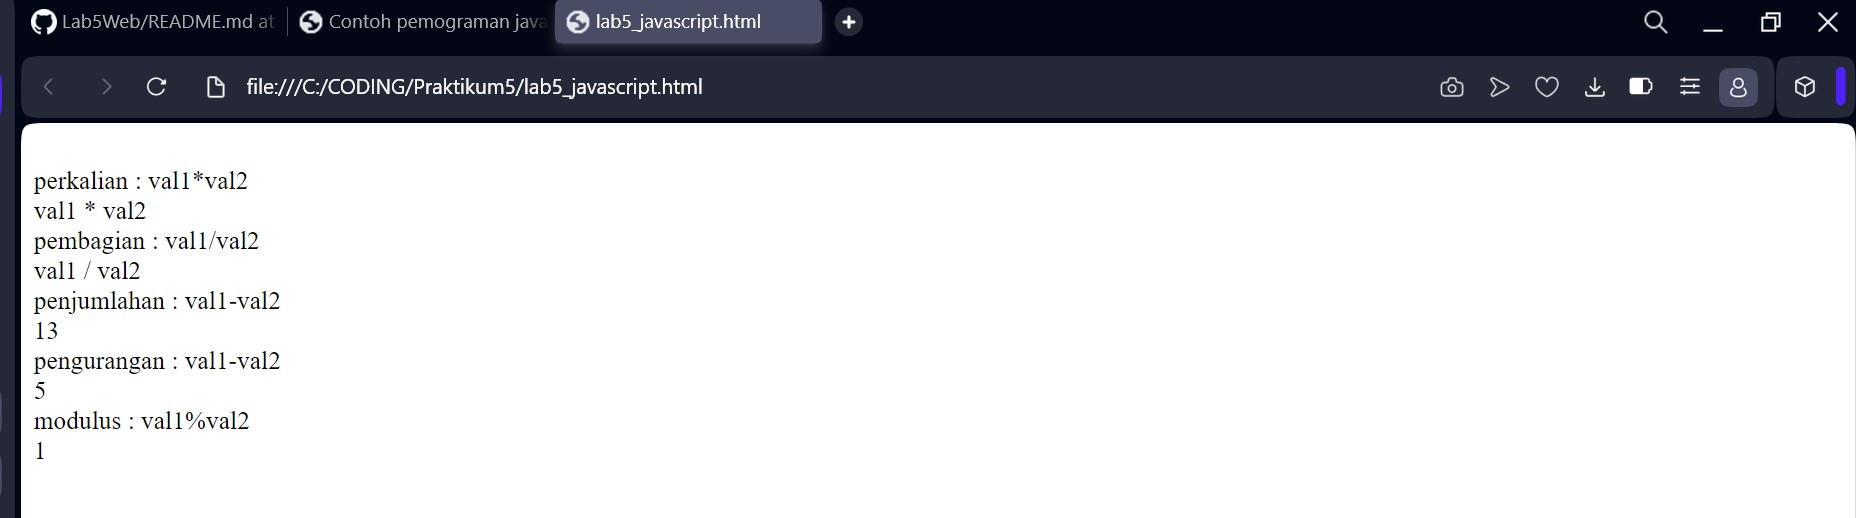 Lab5Web/README.md at
Contoh pemograman java
lab5_javascript.html
file:///C:/CODING/Praktikum5/lab5_javascript.html
perkalian : val1*val2
val1 * val2
pembagian : val1/val2
val1 / val2
penjumlahan : val1-val2
13
pengurangan : val1-val2
5
modulus : val1%val2
1